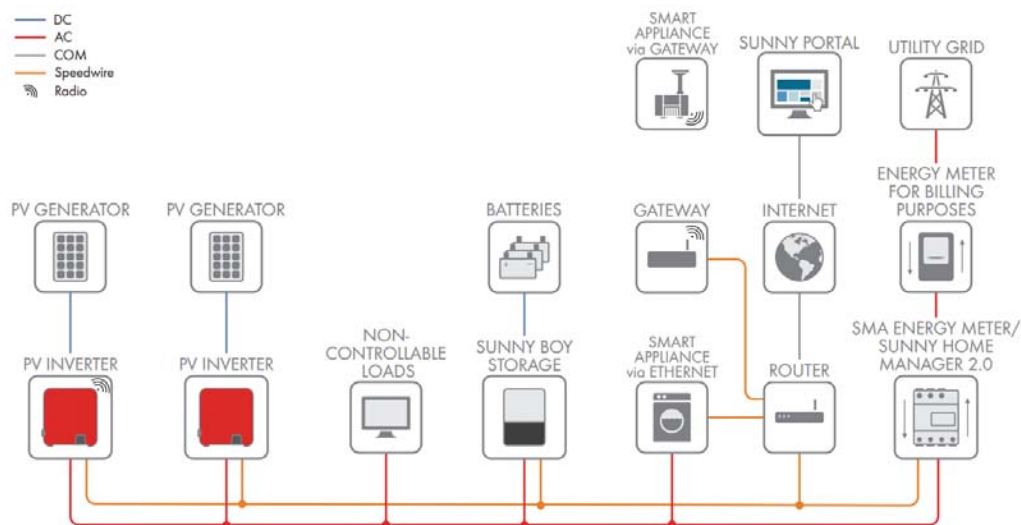 DC
AC
COM
Speedwire
Radio
SMART
APPLIANCE
via GATEWAY
SUNNY PORTAL
UTILITY GRID
PV GENERATOR
PV GENERATOR
BATTERIES
GATEWAY
INTERNET
ENERGY METER
FOR BILLING
PURPOSES
PV INVERTER
PV INVERTER
NON-
CONTROLLABLE
LOADS
SUNNY BOY
STORAGE
SMART
APPLIANCE
via ETHERNET
ROUTER
SMA ENERGY METER/
SUNNY HOME
MANAGER 2.0